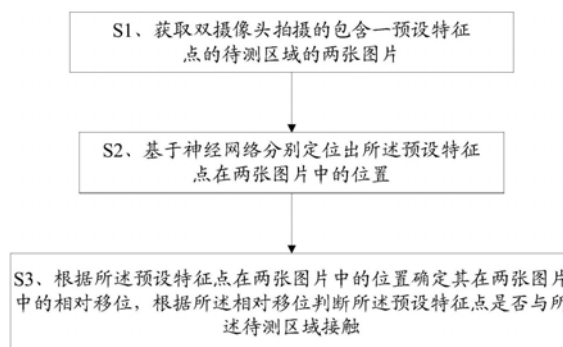 S1、获取双摄像头拍摄的包含一预设特征
点的待测区域的两张图片
S2、基于神经网络分别定位出所述预设特征
点在两张图片中的位置
S3、根据所述预设特征点在两张图片中的位置确定其在两张图片
中的相对移位，根据所述相对移位判断所述预设特征点是否与所
述待测区域接触